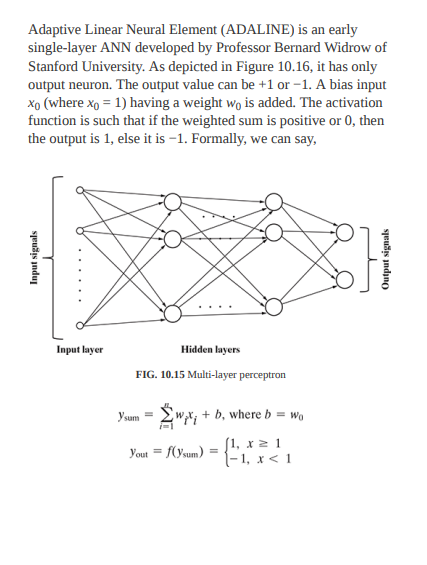 Adaptive Linear Neural Element (ADALINE) is an early
single-layer ANN developed by Professor Bernard Widrow of
Stanford University. As depicted in Figure 10.16, it has only
output neuron. The output value can be +1 or −1. A bias input
x₀ (where x₀ = 1) having a weight w₀ is added. The activation
function is such that if the weighted sum is positive or 0, then
the output is 1, else it is −1. Formally, we can say,
Input signals
Output signals
Input layer Hidden layers
FIG. 10.15 Multi-layer perceptron
y_sum = ∑_{i=1}^{n} w_i x_i + b, where b = w₀
y_out = f(y_sum) = { 1, x ≥ 1
−1, x < 1